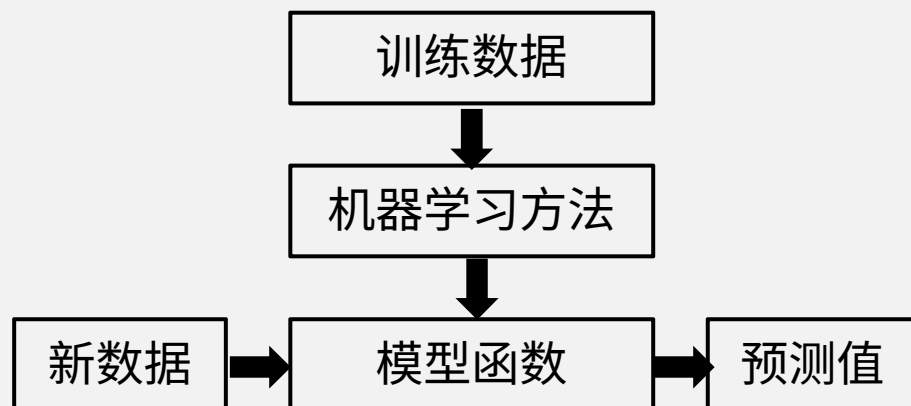 训练数据
机器学习方法
新数据
模型函数
预测值